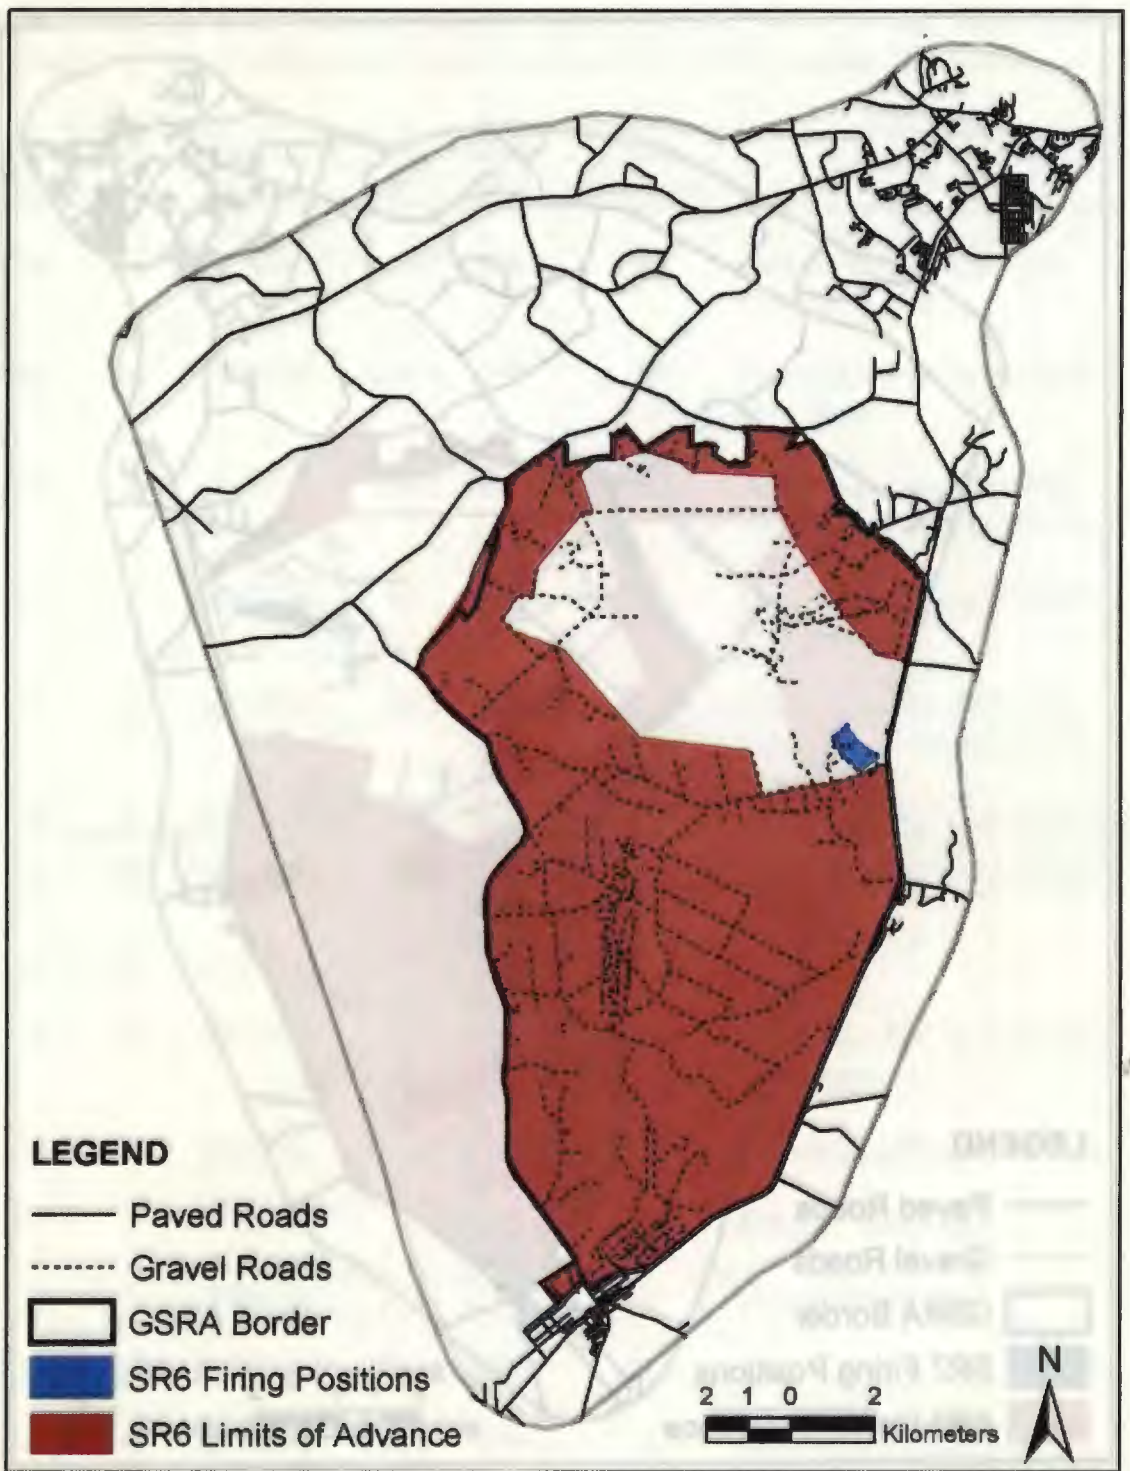 LEGEND
Paved Roads
Gravel Roads
GSRA Border
SR6 Firing Positions
SR6 Limits of Advance
N
2 1 0 2
Kilometers